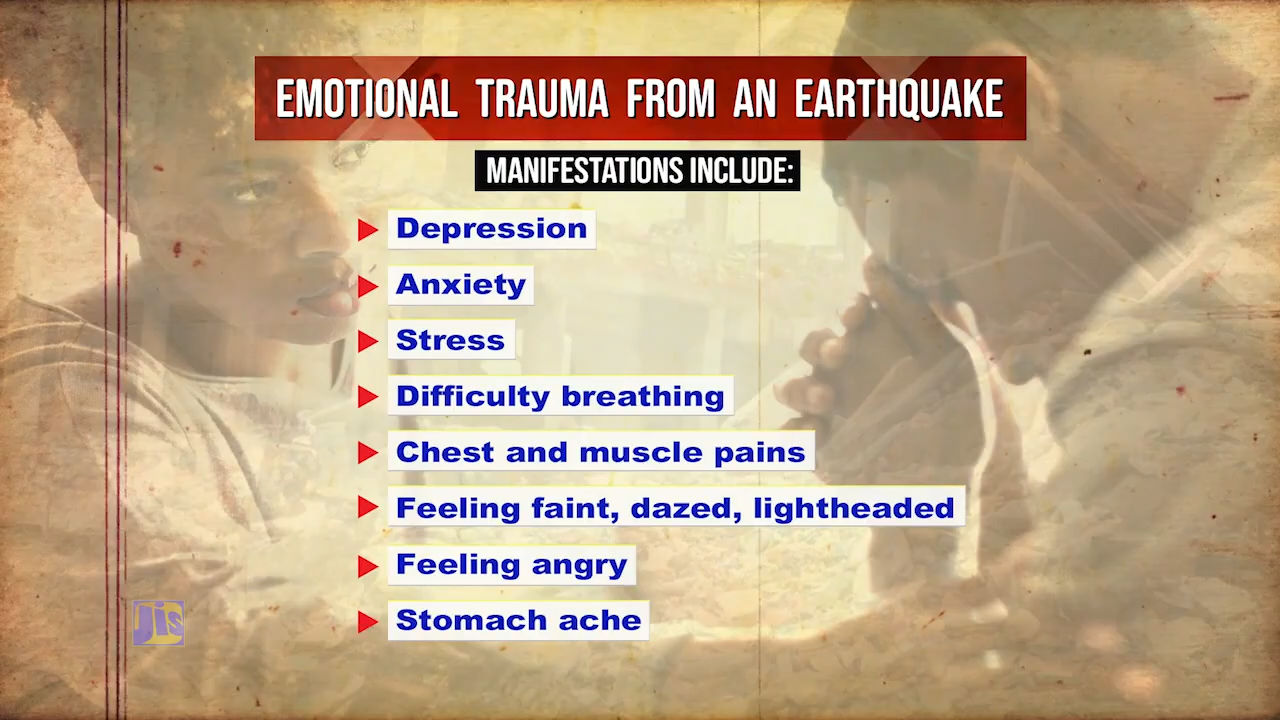 EMOTIONAL TRAUMA FROM AN EARTHQUAKE
MANIFESTATIONS INCLUDE:
Depression
Anxiety
Stress
Difficulty breathing
Chest and muscle pains
Feeling faint, dazed, lightheaded
Feeling angry
Stomach ache
Jis